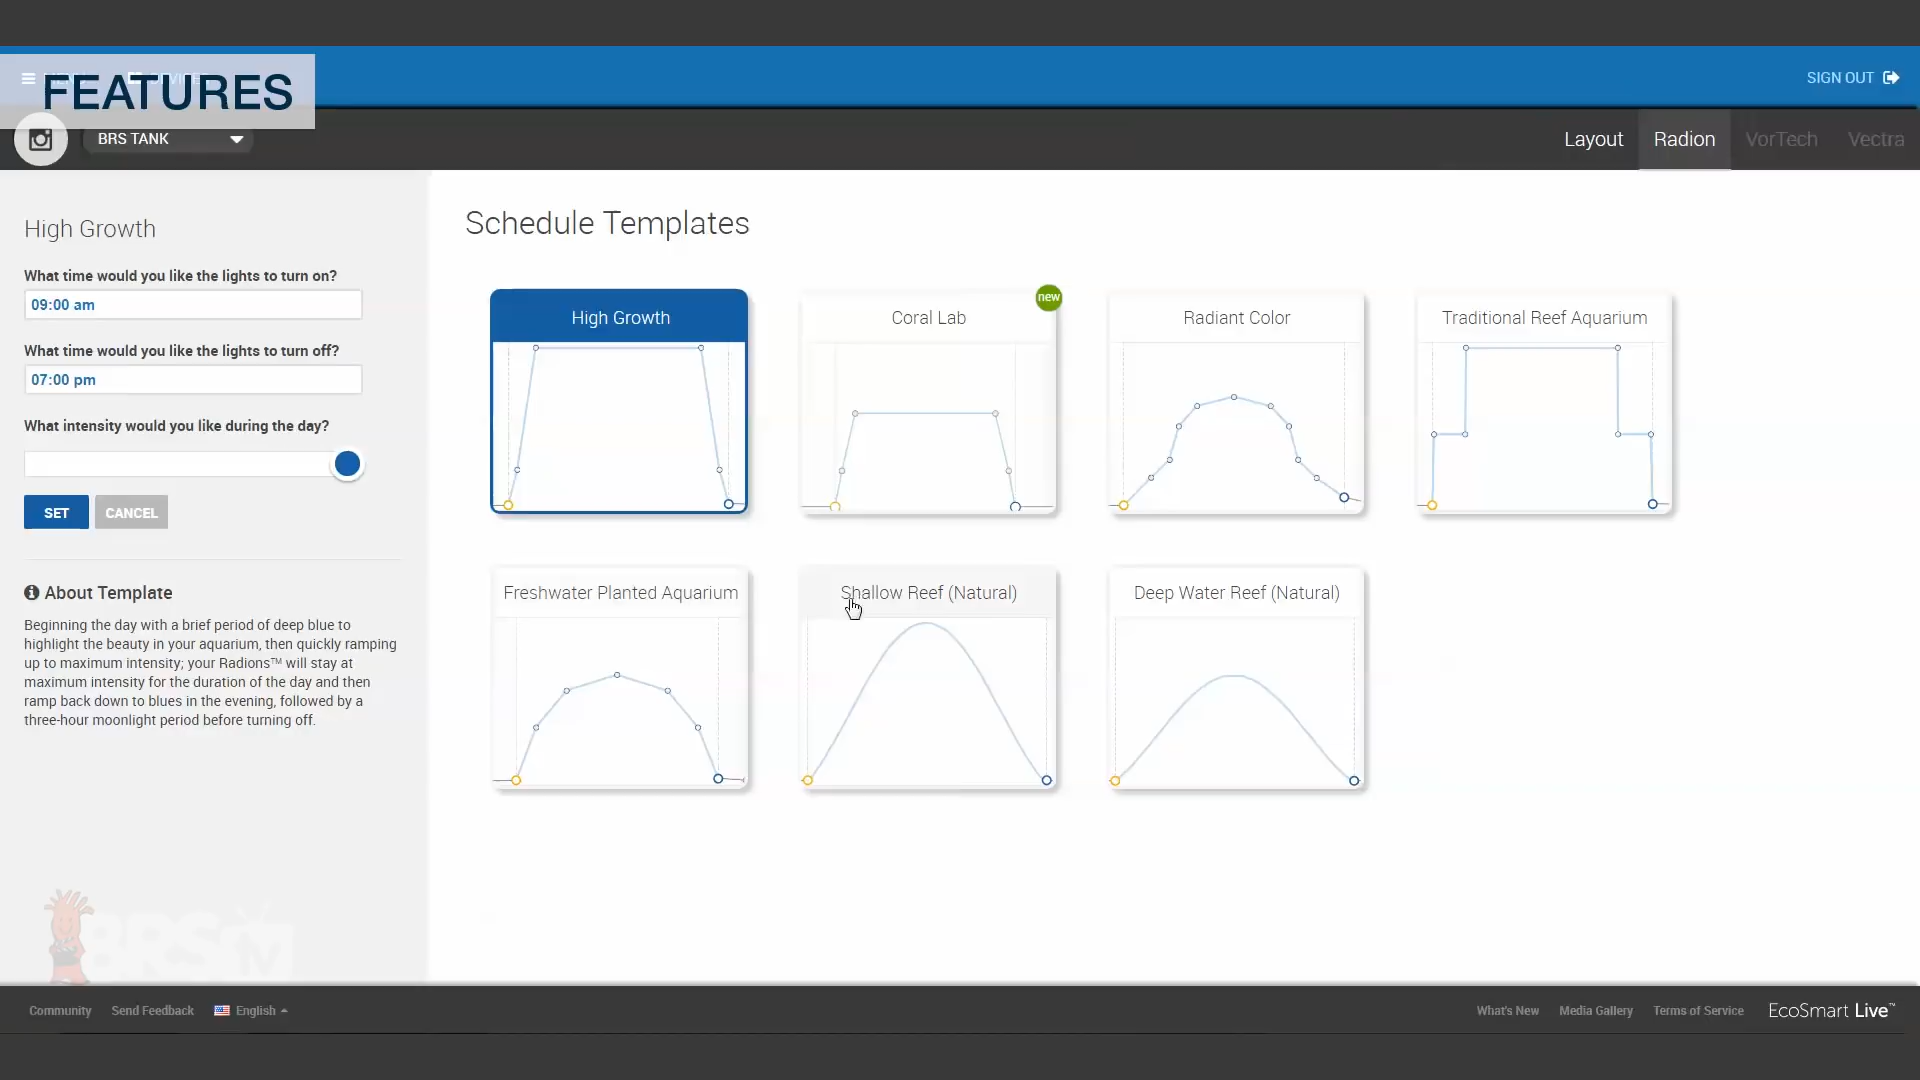 FEATURES
SIGN OUT
BRS TANK
Layout
Radion
VorTech
Vectra
High Growth
What time would you like the lights to turn on?
09:00 am
What time would you like the lights to turn off?
07:00 pm
What intensity would you like during the day?
SET
CANCEL
About Template
Beginning the day with a brief period of deep blue to
highlight the beauty in your aquarium, then quickly ramping
up to maximum intensity; your Radions™ will stay at
maximum intensity for the duration of the day and then
ramp back down to blues in the evening, followed by a
three-hour moonlight period before turning off.
Schedule Templates
High Growth
Coral Lab
new
Radiant Color
Traditional Reef Aquarium
Freshwater Planted Aquarium
Shallow Reef (Natural)
Deep Water Reef (Natural)
BRStv
Community
Send Feedback
English
What's New
Media Gallery
Terms of Service
EcoSmart Live™